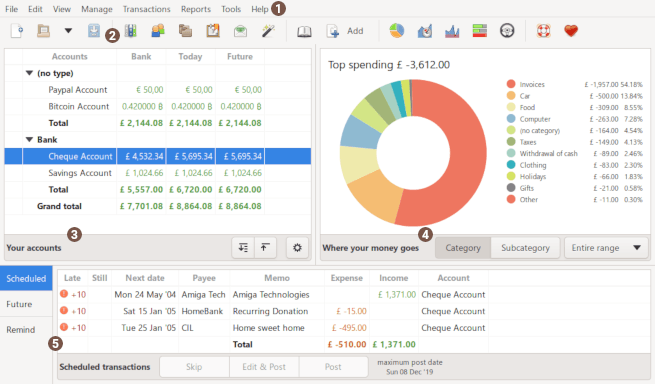 File Edit View Manage Transactions Reports Tools Help 1
2 Add
Accounts Bank Today Future
(no type)
Paypal Account € 50,00 € 50,00 € 50,00
Bitcoin Account 0.420000 Ƀ 0.420000 Ƀ 0.420000 Ƀ
Total £ 2,144.08 £ 2,144.08 £ 2,144.08
Bank
Cheque Account £ 4,532.34 £ 5,695.34 £ 5,695.34
Savings Account £ 1,024.66 £ 1,024.66 £ 1,024.66
Total £ 5,557.00 £ 6,720.00 £ 6,720.00
Grand total £ 7,701.08 £ 8,864.08 £ 8,864.08
Your accounts 3
Top spending £ -3,612.00
Invoices £ -1,957.00 54.18%
Car £ -500.00 13.84%
Food £ -309.00 8.55%
Computer £ -263.00 7.28%
(no category) £ -164.00 4.54%
Taxes £ -149.00 4.13%
Withdrawal of cash £ -89.00 2.46%
Clothing £ -83.00 2.30%
Holidays £ -66.00 1.83%
Gifts £ -21.00 0.58%
Other £ -11.00 0.30%
Where your money goes 4 Category Subcategory Entire range
Scheduled
Future
Remind
Late Still Next date Payee Memo Expense Income Account
+10 Mon 24 May '04 Amiga Tech Amiga Technologies £ 1,371.00 Cheque Account
+10 Sat 15 Jan '05 HomeBank Recurring Donation £ -15.00 Cheque Account
+10 Tue 25 Jan '05 CIL Home sweet home £ -495.00 Cheque Account
Total £ -510.00 £ 1,371.00
5
Scheduled transactions Skip Edit & Post Post maximum post date
Sun 08 Dec '19